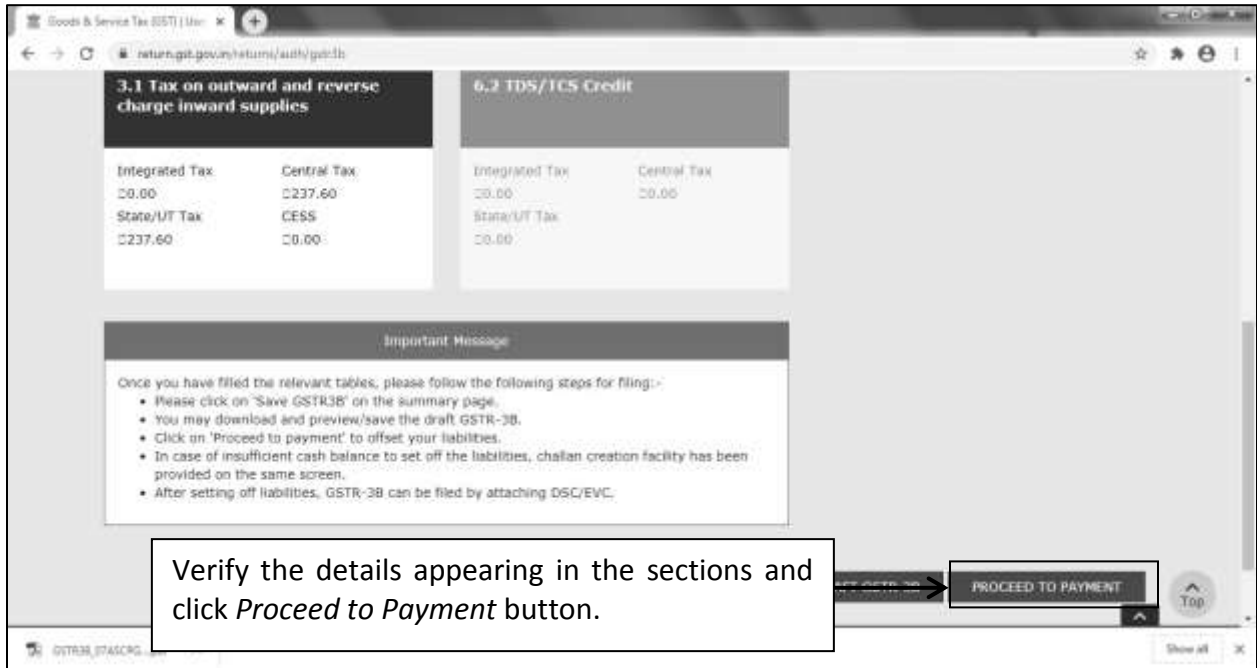 Goods & Service Tax (GST) | User
return.gst.gov.in/returns/auth/gstr3b
3.1 Tax on outward and reverse
charge inward supplies
6.2 TDS/TCS Credit
Integrated Tax Central Tax
0.00 237.60
State/UT Tax CESS
237.60 0.00
Integrated Tax Central Tax
0.00 0.00
State/UT Tax
0.00
Important Message
Once you have filled the relevant tables, please follow the following steps for filing:-
• Please click on 'Save GSTR3B' on the summary page.
• You may download and preview/save the draft GSTR-3B.
• Click on 'Proceed to payment' to offset your liabilities.
• In case of insufficient cash balance to set off the liabilities, challan creation facility has been
provided on the same screen.
• After setting off liabilities, GSTR-3B can be filed by attaching DSC/EVC.
Verify the details appearing in the sections and
click Proceed to Payment button.
GSTR-3B
PROCEED TO PAYMENT
Top
Show all